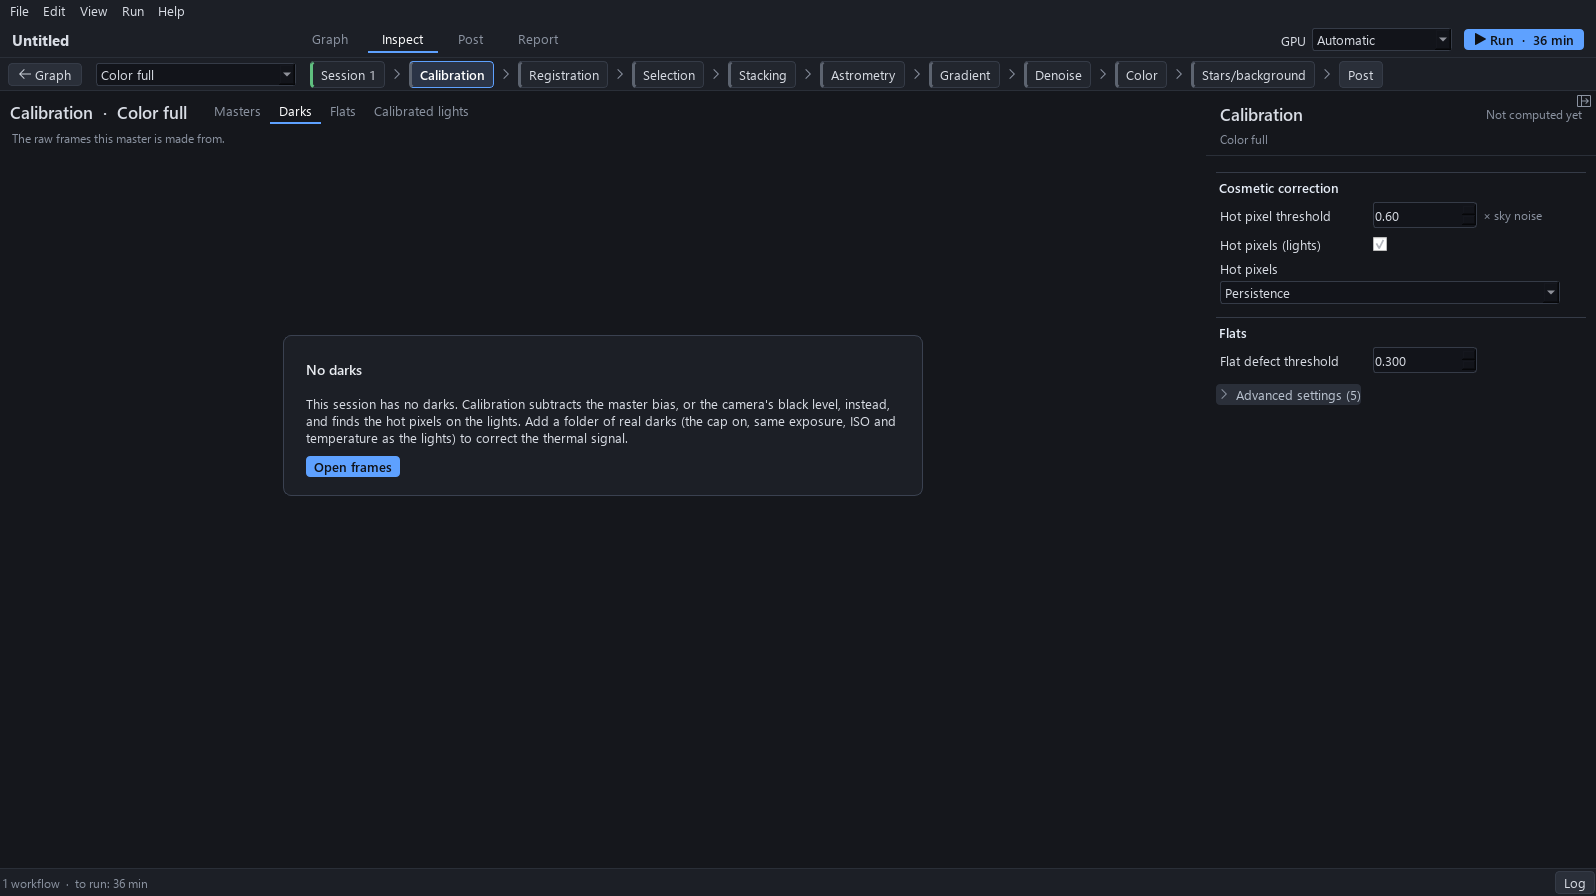 File Edit View Run Help
Untitled
Graph Inspect Post Report
GPU Automatic
Run · 36 min
Graph
Color full
Session 1 Calibration Registration Selection Stacking Astrometry Gradient Denoise Color Stars/background Post
Calibration · Color full
Masters Darks Flats Calibrated lights
The raw frames this master is made from.
No darks
This session has no darks. Calibration subtracts the master bias, or the camera's black level, instead,
and finds the hot pixels on the lights. Add a folder of real darks (the cap on, same exposure, ISO and
temperature as the lights) to correct the thermal signal.
Open frames
Calibration
Not computed yet
Color full
Cosmetic correction
Hot pixel threshold 0.60 × sky noise
Hot pixels (lights)
Hot pixels
Persistence
Flats
Flat defect threshold 0.300
Advanced settings (5)
1 workflow · to run: 36 min
Log